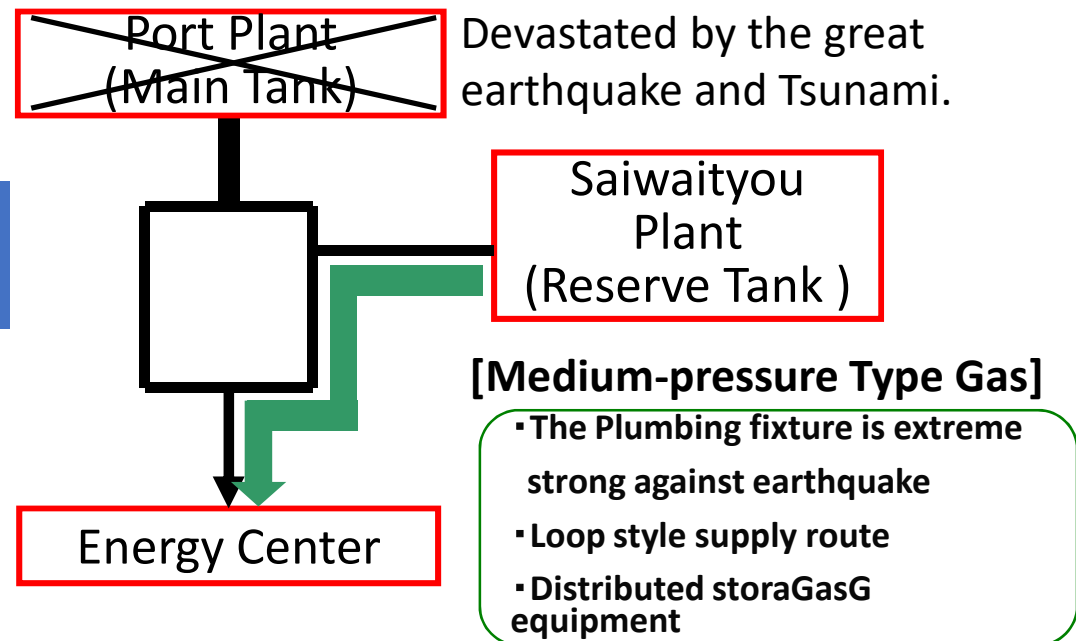 Port Plant
(Main Tank)
Devastated by the great
earthquake and Tsunami.
Saiwaityou
Plant
(Reserve Tank )
[Medium-pressure Type Gas]
・The Plumbing fixture is extreme
strong against earthquake
・Loop style supply route
・Distributed storaGasG
equipment
Energy Center